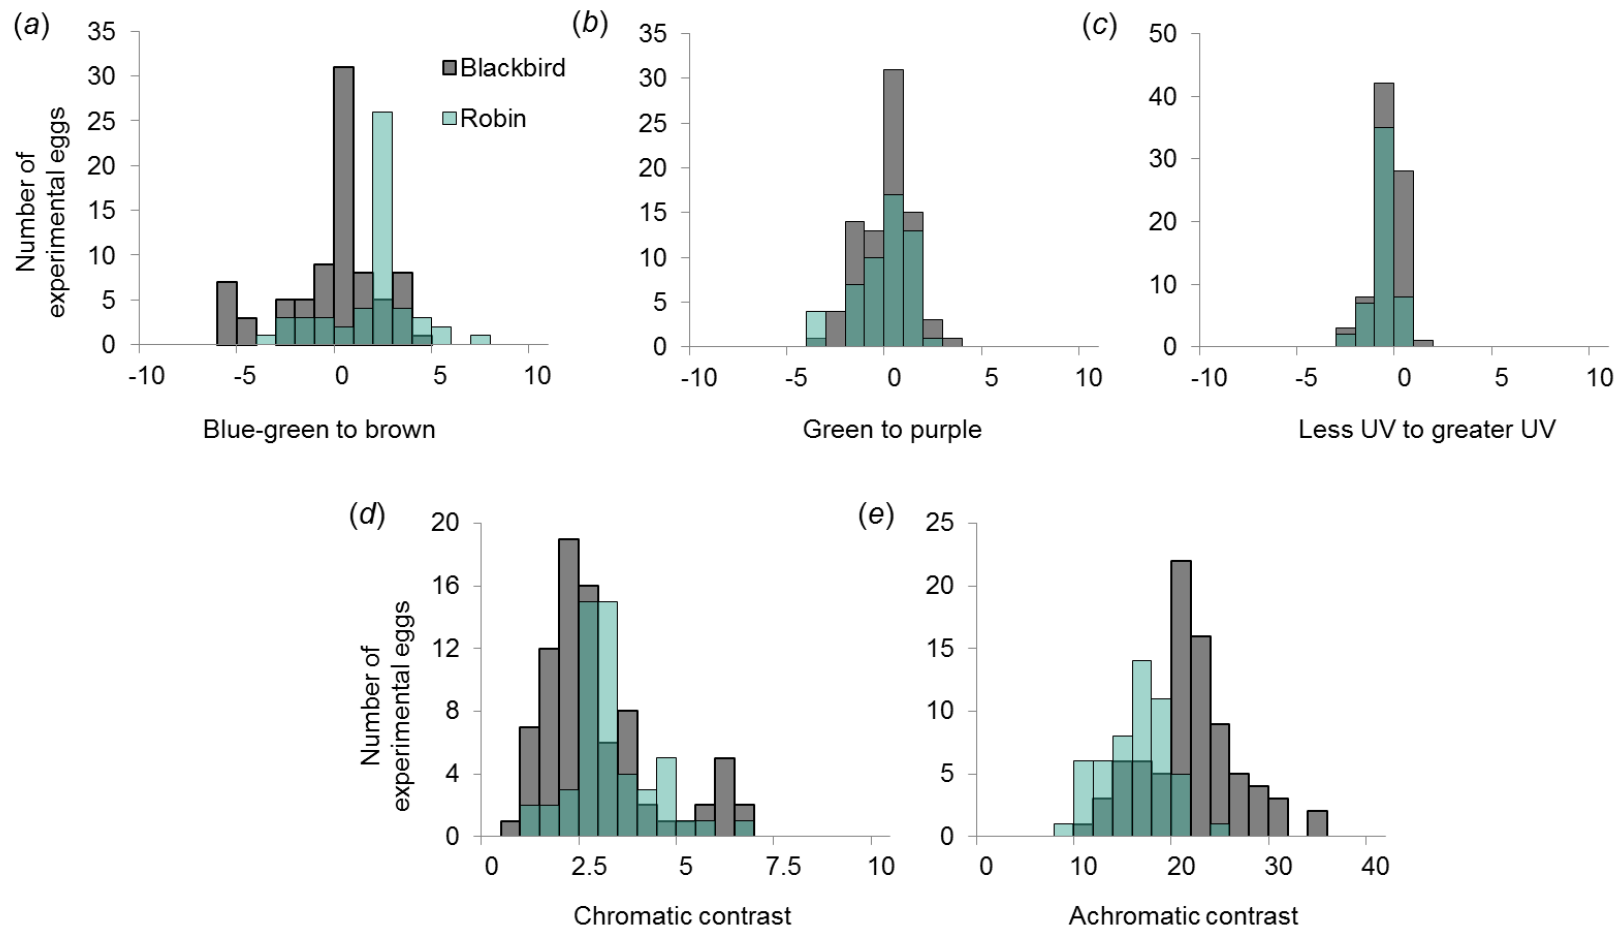 (a)
35
30
25
20
15
10
5
0
Number of
experimental eggs
Blackbird
Robin
-10 -5 0 5 10
Blue-green to brown
(b)
35
30
25
20
15
10
5
0
-10 -5 0 5 10
Green to purple
(c)
50
40
30
20
10
0
-10 -5 0 5 10
Less UV to greater UV
(d)
20
16
12
8
4
0
Number of
experimental eggs
0 2.5 5 7.5 10
Chromatic contrast
(e)
25
20
15
10
5
0
0 10 20 30 40
Achromatic contrast